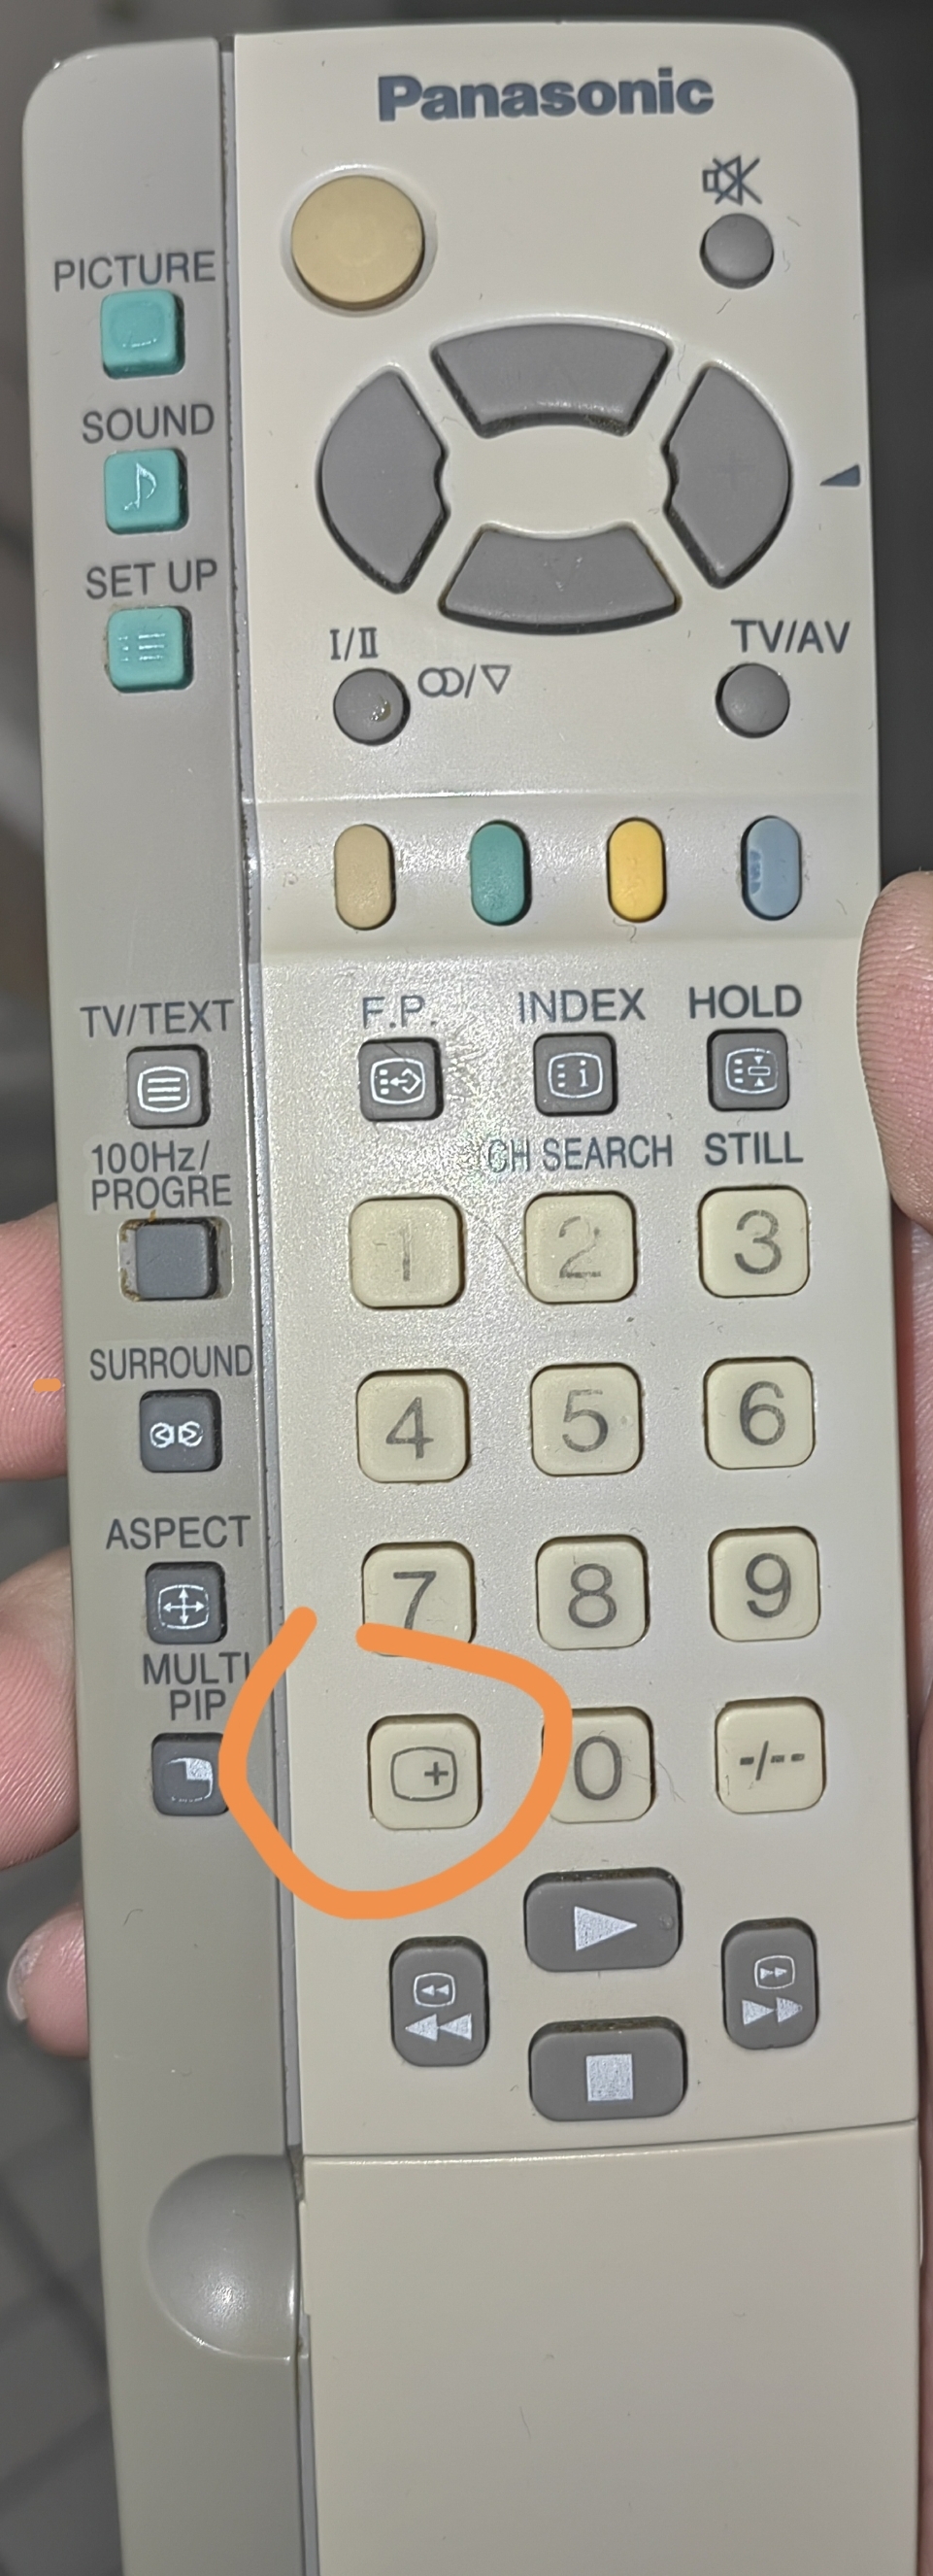 Panasonic
PICTURE
SOUND
SET UP
I/II
TV/AV
TV/TEXT
F.P.
INDEX
HOLD
100Hz/
PROGRE
CH SEARCH
STILL
1
2
3
SURROUND
4
5
6
ASPECT
7
8
9
MULTI
PIP
0
-/--